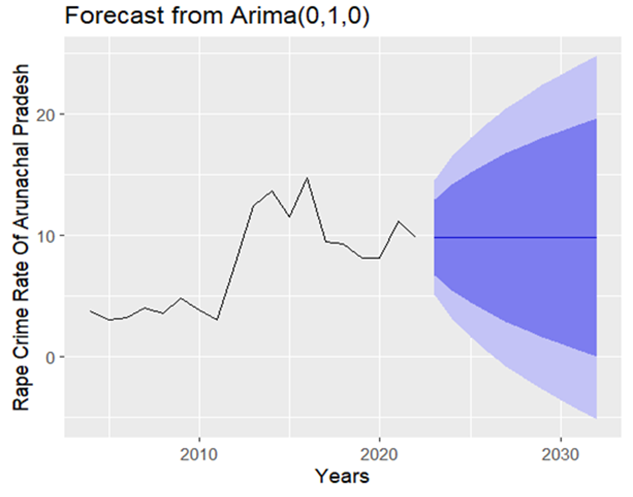 Forecast from Arima(0,1,0)
Rape Crime Rate Of Arunachal Pradesh
20
10
0
2010 2020 2030
Years